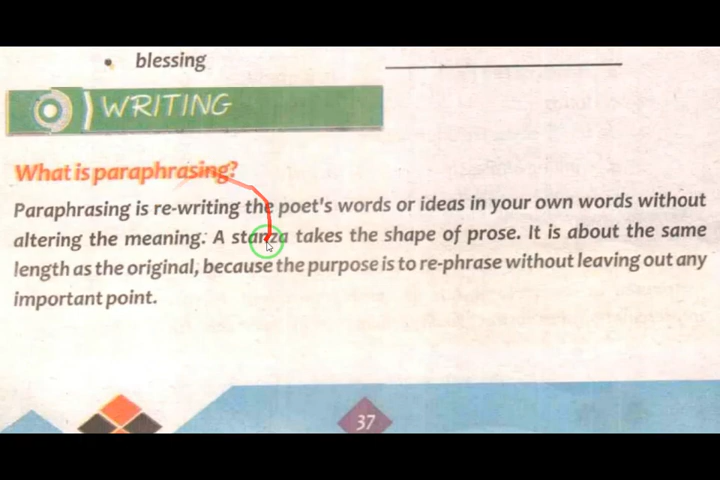 • blessing
WRITING
What is paraphrasing?
Paraphrasing is re-writing the poet's words or ideas in your own words without
altering the meaning. A stanza takes the shape of prose. It is about the same
length as the original, because the purpose is to re-phrase without leaving out any
important point.
37